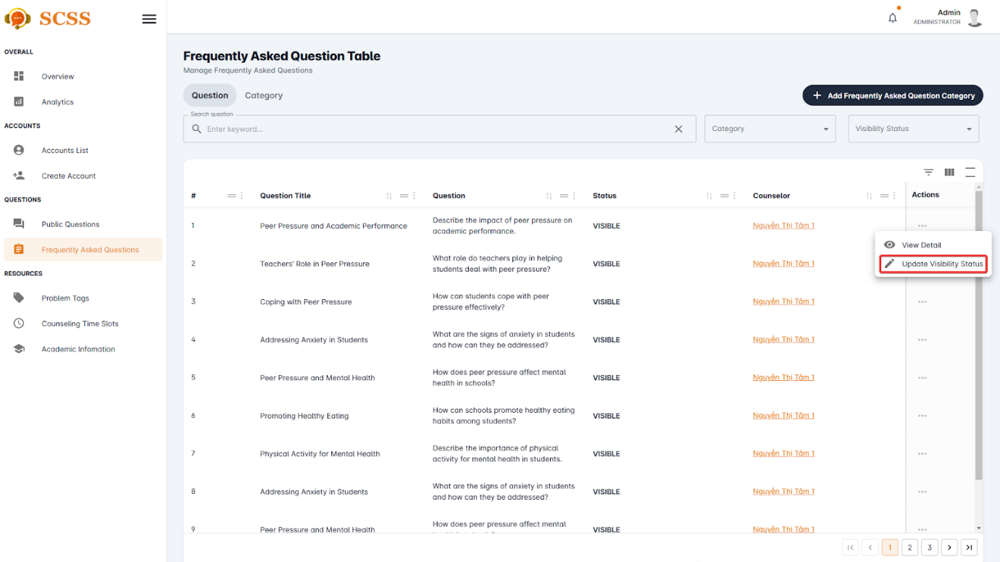 SCSS
Admin
ADMINISTRATOR
OVERALL
Overview
Analytics
ACCOUNTS
Accounts List
Create Account
QUESTIONS
Public Questions
Frequently Asked Questions
RESOURCES
Problem Tags
Counseling Time Slots
Academic Infomation
Frequently Asked Question Table
Manage Frequently Asked Questions
Question Category
+ Add Frequently Asked Question Category
Search question
Enter keyword...
Category
Visibility Status
# Question Title Question Status Counselor Actions
1 Peer Pressure and Academic Performance Describe the impact of peer pressure on VISIBLE Nguyễn Thị Tâm 1 ...
academic performance.
View Detail
Update Visibility Status
2 Teachers' Role in Peer Pressure What role do teachers play in helping VISIBLE Nguyễn Thị Tâm 1
students deal with peer pressure?
3 Coping with Peer Pressure How can students cope with peer VISIBLE Nguyễn Thị Tâm 1 ...
pressure effectively?
4 Addressing Anxiety in Students What are the signs of anxiety in students VISIBLE Nguyễn Thị Tâm 1 ...
and how can they be addressed?
5 Peer Pressure and Mental Health How does peer pressure affect mental VISIBLE Nguyễn Thị Tâm 1 ...
health in schools?
6 Promoting Healthy Eating How can schools promote healthy eating VISIBLE Nguyễn Thị Tâm 1 ...
habits among students?
7 Physical Activity for Mental Health Describe the importance of physical VISIBLE Nguyễn Thị Tâm 1 ...
activity for mental health in students.
8 Addressing Anxiety in Students What are the signs of anxiety in students VISIBLE Nguyễn Thị Tâm 1 ...
and how can they be addressed?
9 Peer Pressure and Mental Health How does peer pressure affect mental VISIBLE Nguyễn Thị Tâm 1 ...
1 2 3